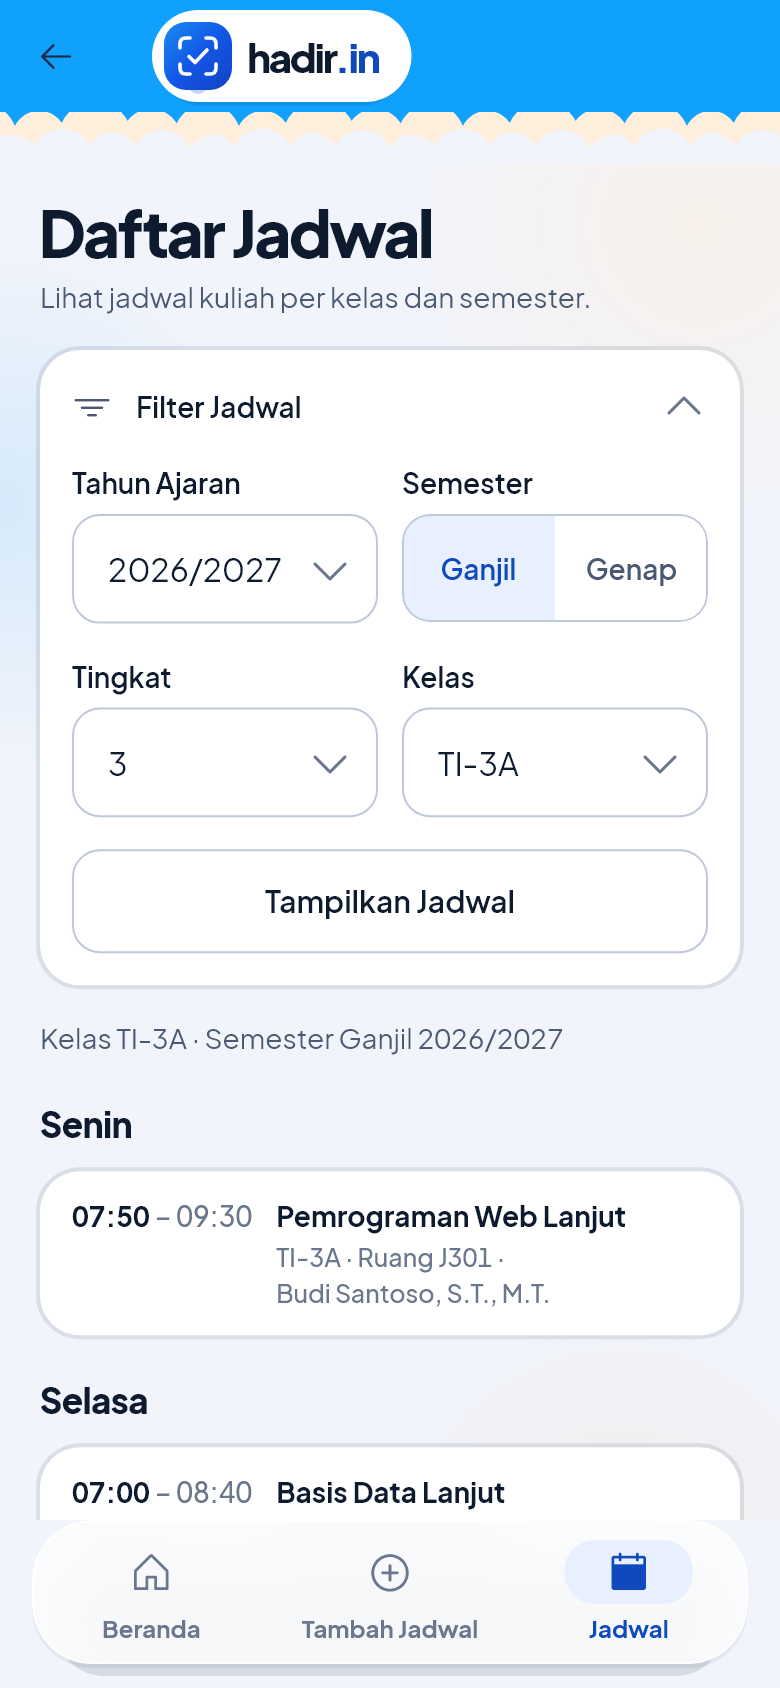 hadir.in
Daftar Jadwal
Lihat jadwal kuliah per kelas dan semester.
Filter Jadwal
Tahun Ajaran
Semester
2026/2027
Ganjil
Genap
Tingkat
Kelas
3
TI-3A
Tampilkan Jadwal
Kelas TI-3A · Semester Ganjil 2026/2027
Senin
07:50 – 09:30
Pemrograman Web Lanjut
TI-3A · Ruang J301 ·
Budi Santoso, S.T., M.T.
Selasa
07:00 – 08:40
Basis Data Lanjut
Beranda
Tambah Jadwal
Jadwal